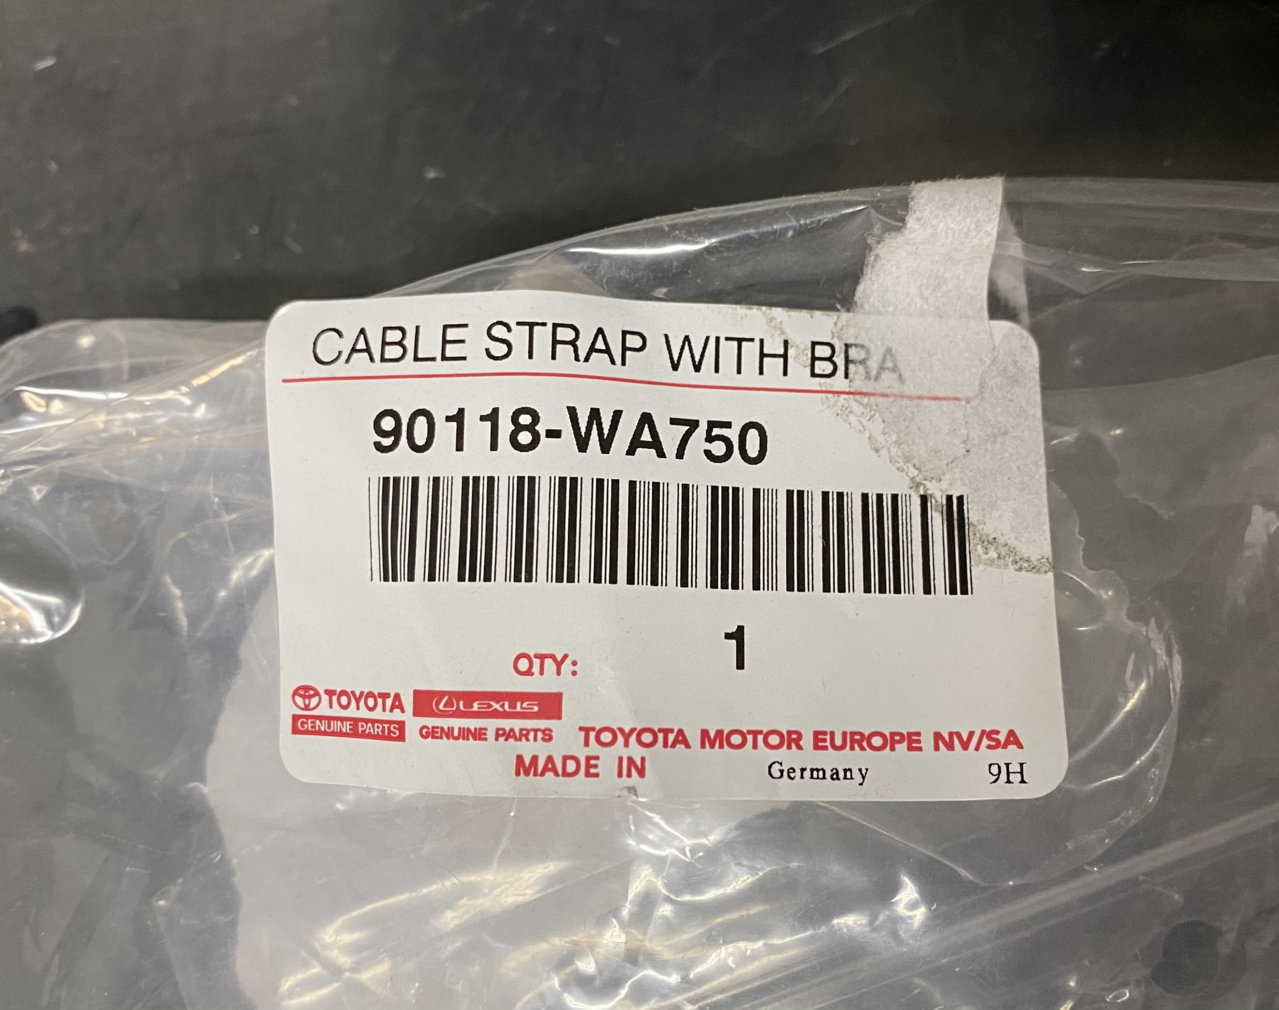 CABLE STRAP WITH BRA
90118-WA750
1
QTY:
TOYOTA LEXUS
GENUINE PARTS GENUINE PARTS TOYOTA MOTOR EUROPE NV/SA
MADE IN Germany 9H